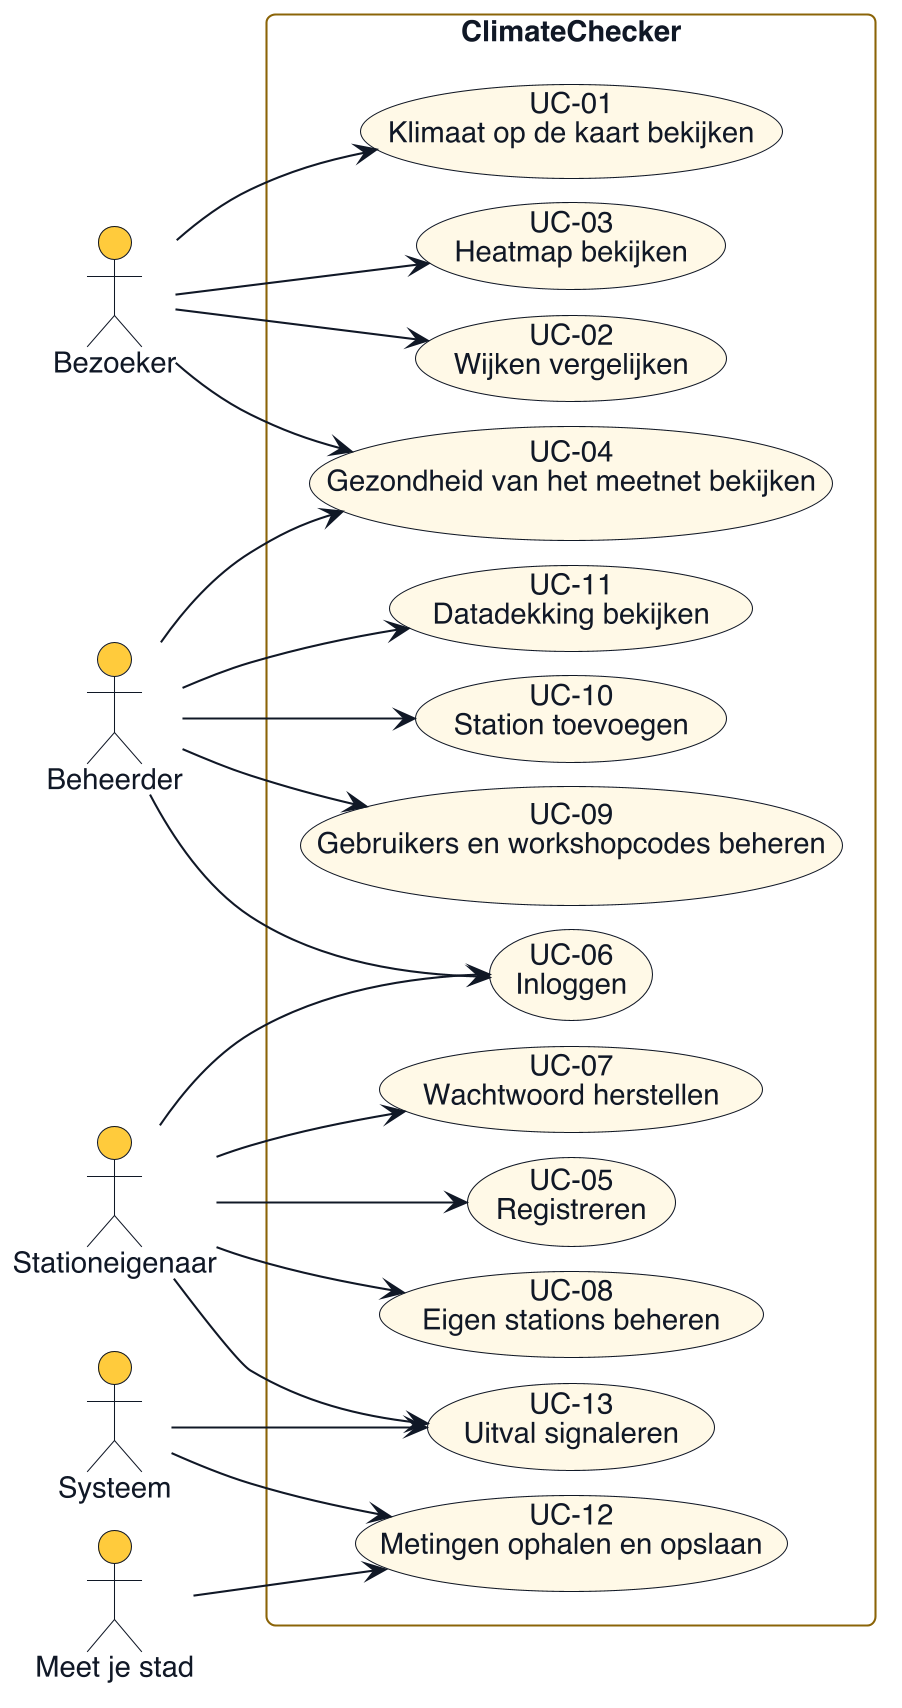 ClimateChecker
UC-01
Klimaat op de kaart bekijken
UC-03
Heatmap bekijken
UC-02
Wijken vergelijken
Bezoeker
UC-04
Gezondheid van het meetnet bekijken
UC-11
Datadekking bekijken
UC-10
Station toevoegen
Beheerder
UC-09
Gebruikers en workshopcodes beheren
UC-06
Inloggen
UC-07
Wachtwoord herstellen
UC-05
Registreren
Stationeigenaar
UC-08
Eigen stations beheren
UC-13
Uitval signaleren
Systeem
UC-12
Metingen ophalen en opslaan
Meet je stad